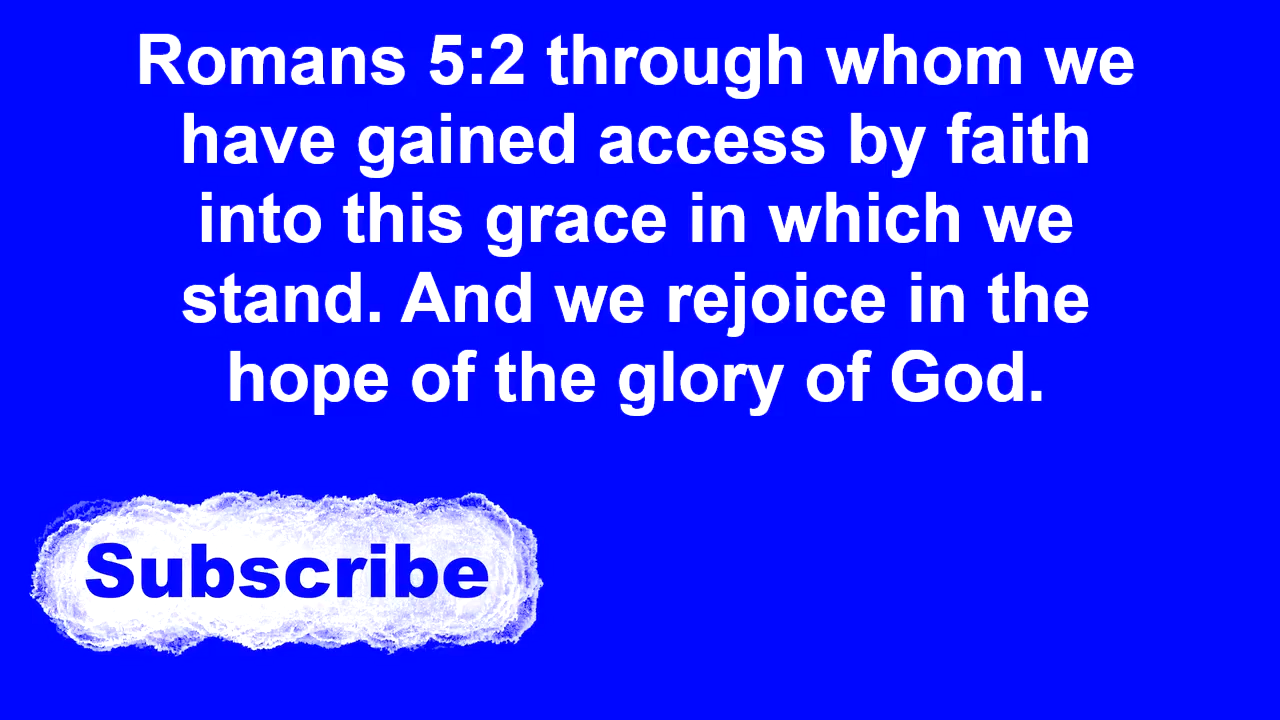 Romans 5:2 through whom we
have gained access by faith
into this grace in which we
stand. And we rejoice in the
hope of the glory of God.
Subscribe